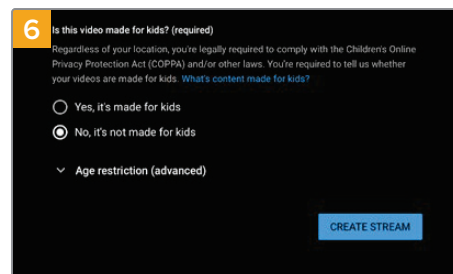 6
Is this video made for kids? (required)
Regardless of your location, you're legally required to comply with the Children's Online
Privacy Protection Act (COPPA) and/or other laws. You're required to tell us whether
your videos are made for kids. What's content made for kids?
Yes, it's made for kids
No, it's not made for kids
Age restriction (advanced)
CREATE STREAM